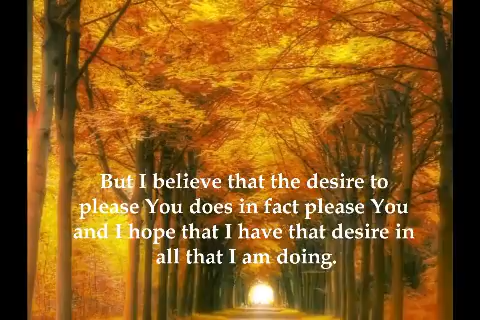 But I believe that the desire to
please You does in fact please You
and I hope that I have that desire in
all that I am doing.